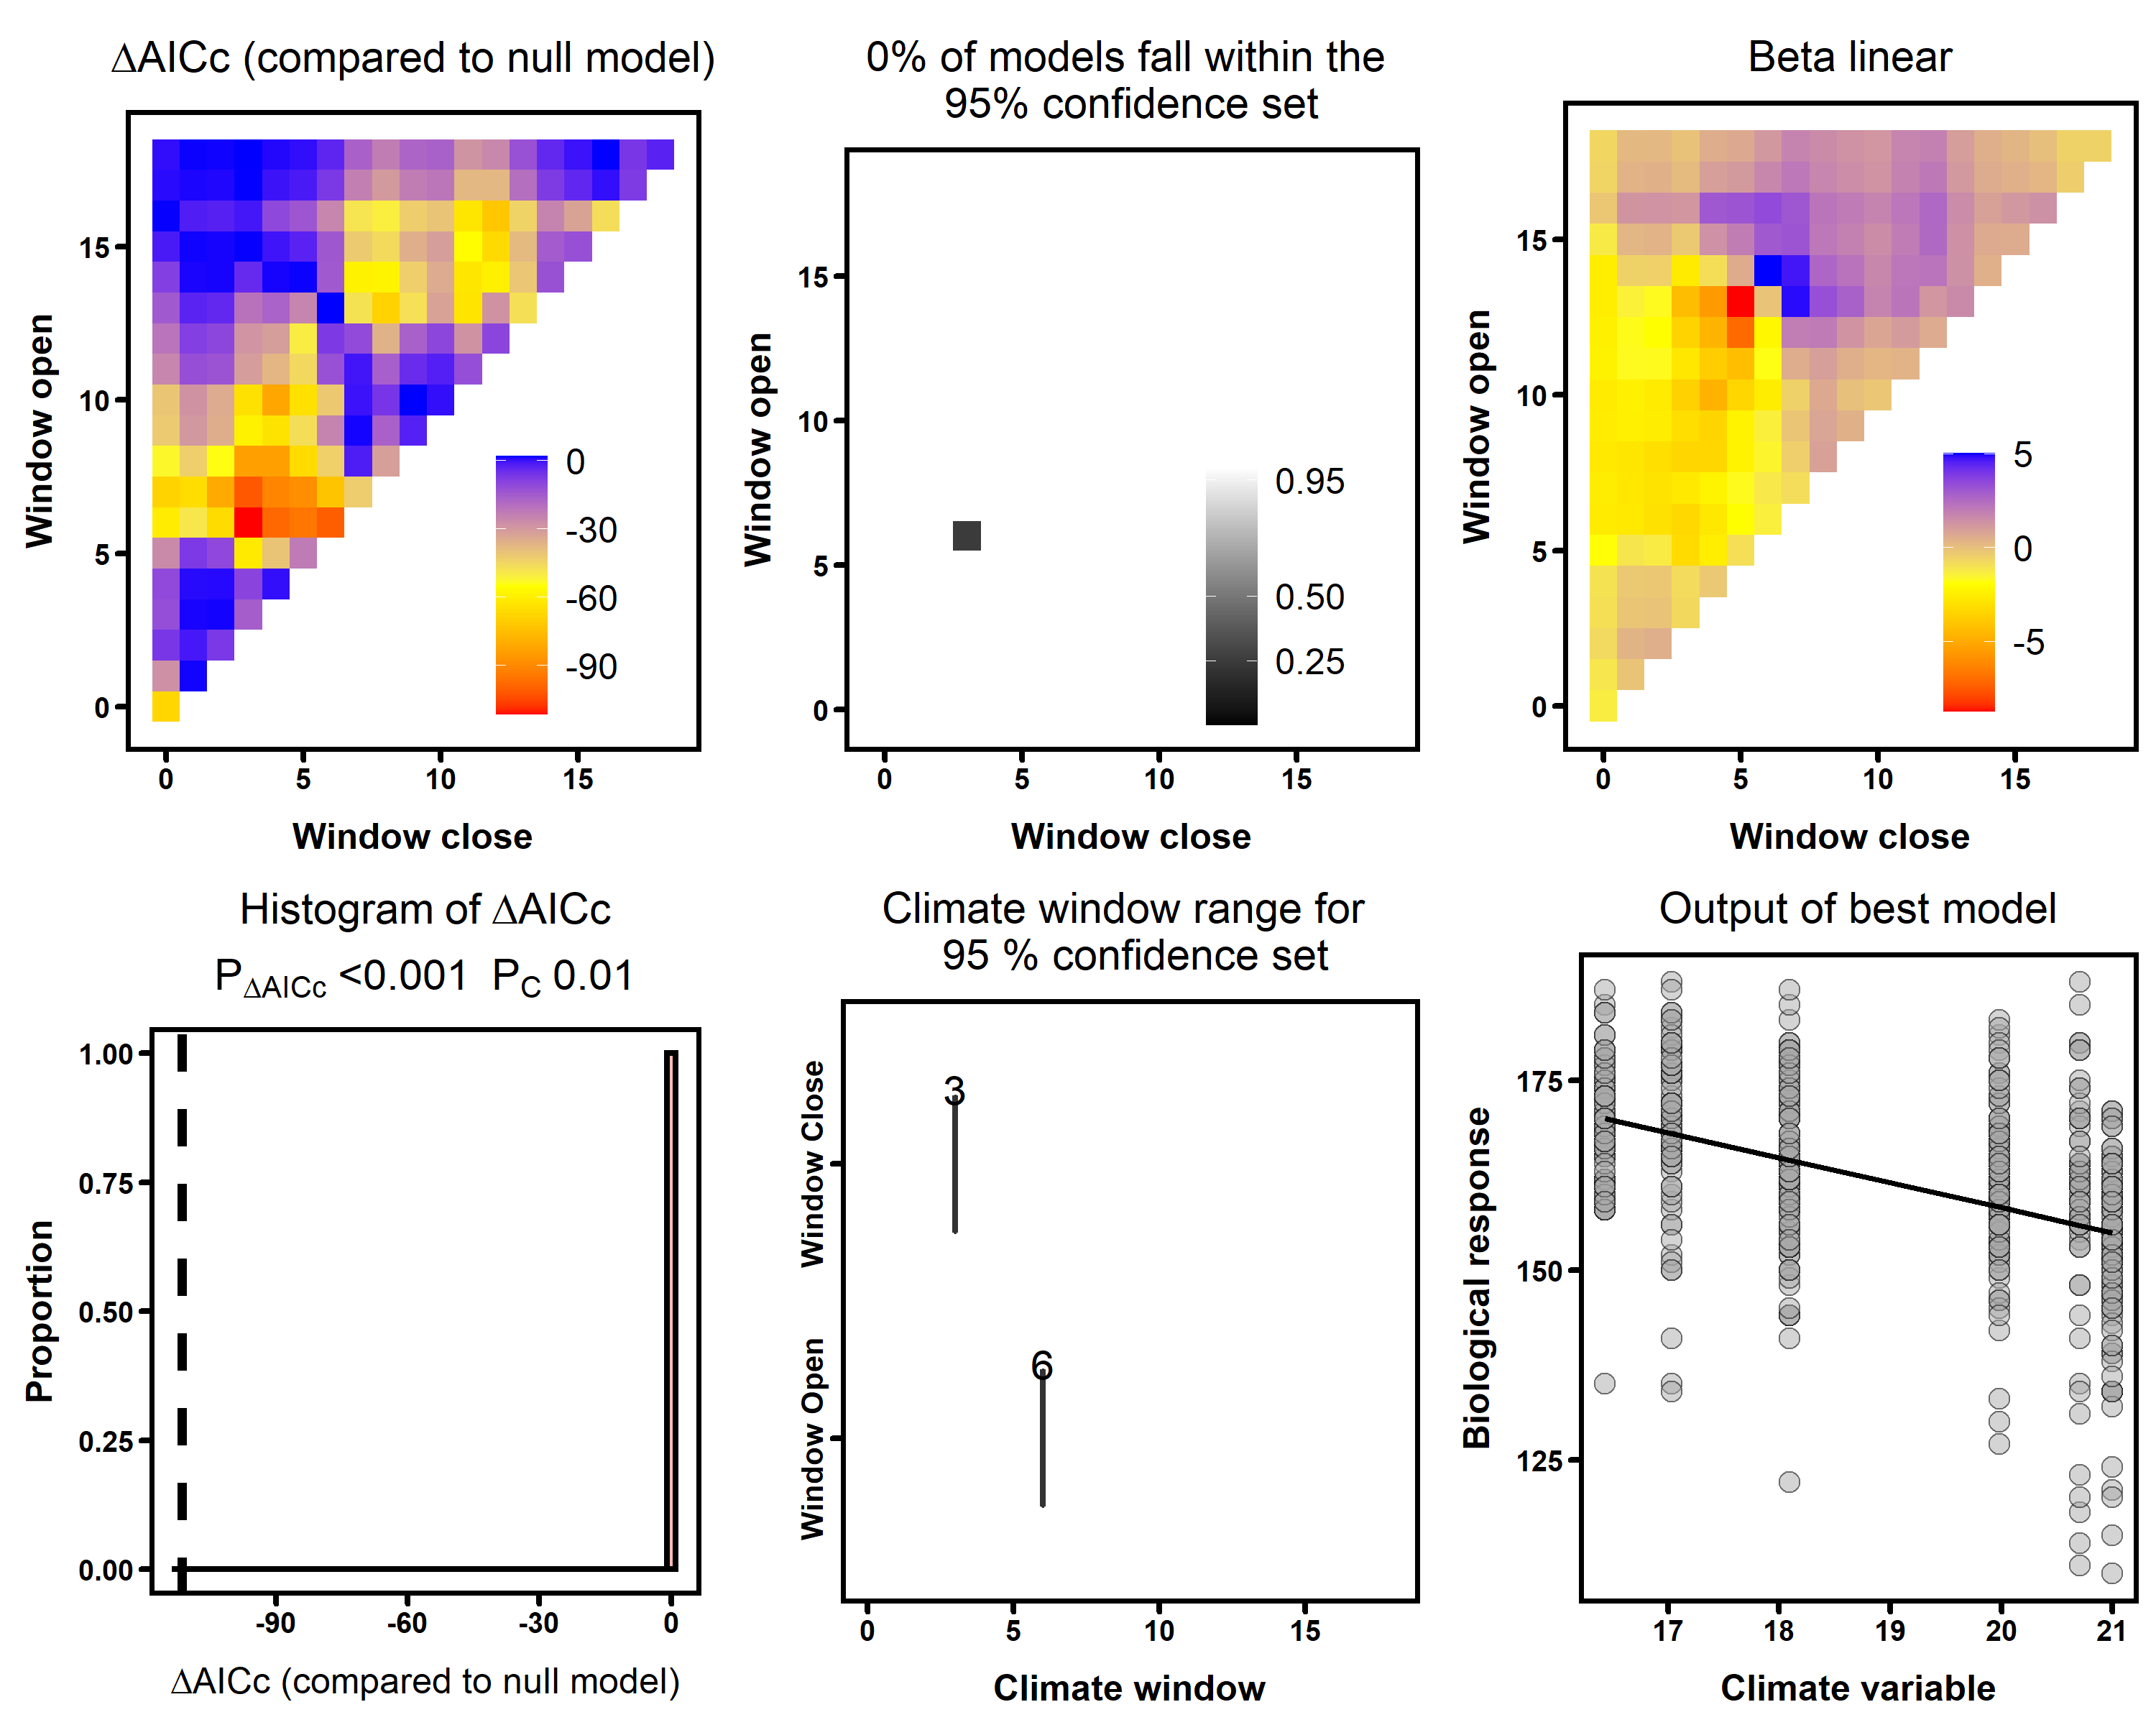 ΔAICc (compared to null model)
Window open
15
10
5
0
0
-30
-60
-90
0
5
10
15
Window close
0% of models fall within the
95% confidence set
Window open
15
10
5
0
0.95
0.50
0.25
0
5
10
15
Window close
Beta linear
Window open
15
10
5
0
5
0
-5
0
5
10
15
Window close
Histogram of ΔAICc
PΔAICc <0.001 PC 0.01
Proportion
1.00
0.75
0.50
0.25
0.00
-90
-60
-30
0
ΔAICc (compared to null model)
Climate window range for
95 % confidence set
Window Close
Window Open
3
6
0
5
10
15
Climate window
Output of best model
Biological response
175
150
125
17
18
19
20
21
Climate variable